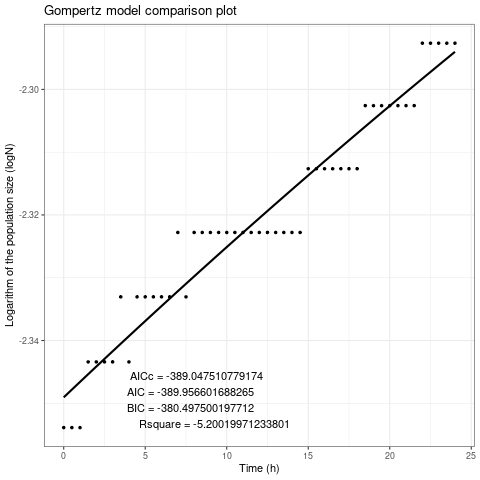 Gompertz model comparison plot
Logarithm of the population size (logN)
-2.30
-2.32
-2.34
AICc = -389.047510779174
AIC = -389.956601688265
BIC = -380.497500197712
Rsquare = -5.20019971233801
0 5 10 15 20 25
Time (h)